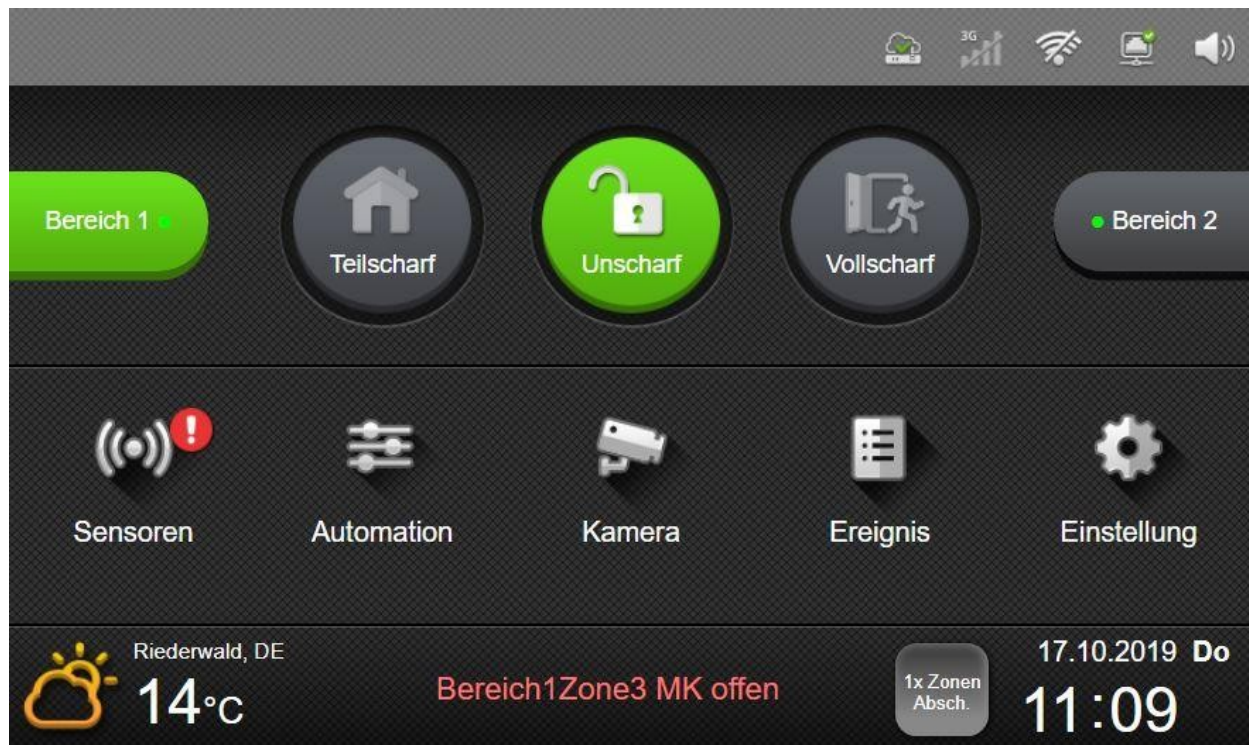 3G
Bereich 1
Teilscharf
Unscharf
Vollscharf
Bereich 2
Sensoren
Automation
Kamera
Ereignis
Einstellung
Riederwald, DE
14°C
Bereich1Zone3 MK offen
1x Zonen
Absch.
17.10.2019 Do
11:09